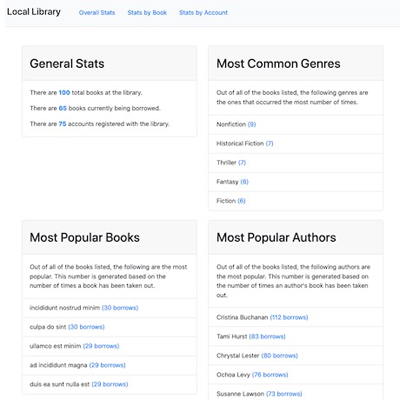 Local Library Overall Stats Stats by Book Stats by Account
General Stats
There are 100 total books at the library.
There are 65 books currently being borrowed.
There are 75 accounts registered with the library.
Most Common Genres
Out of all of the books listed, the following genres are
the ones that occurred the most number of times.
Nonfiction (9)
Historical Fiction (7)
Thriller (7)
Fantasy (6)
Fiction (6)
Most Popular Books
Out of all of the books listed, the following are the most
popular. This number is generated based on the
number of times a book has been taken out.
incididunt nostrud minim (30 borrows)
culpa do sint (30 borrows)
ullamco est minim (29 borrows)
ad incididunt magna (29 borrows)
duis ea sunt nulla est (29 borrows)
Most Popular Authors
Out of all of the books listed, the following authors are
the most popular. This number is generated based on
the number of times an author's book has been taken
out.
Cristina Buchanan (112 borrows)
Tami Hurst (83 borrows)
Chrystal Lester (80 borrows)
Ochoa Levy (76 borrows)
Susanne Lawson (73 borrows)